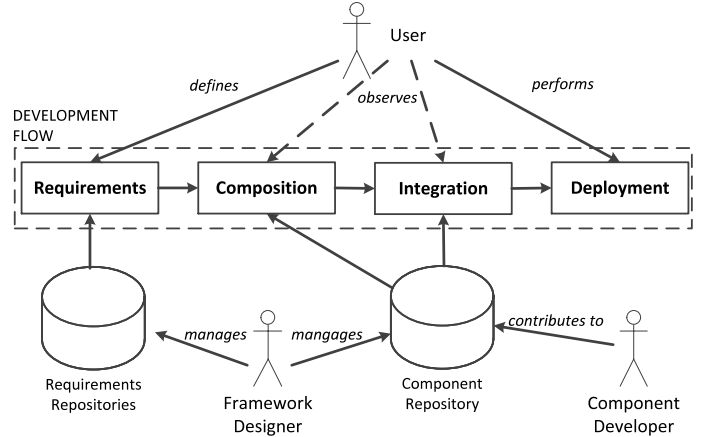 User
defines
observes
performs
DEVELOPMENT
FLOW
Requirements
Composition
Integration
Deployment
manages
mangages
contributes to
Requirements
Repositories
Framework
Designer
Component
Repository
Component
Developer